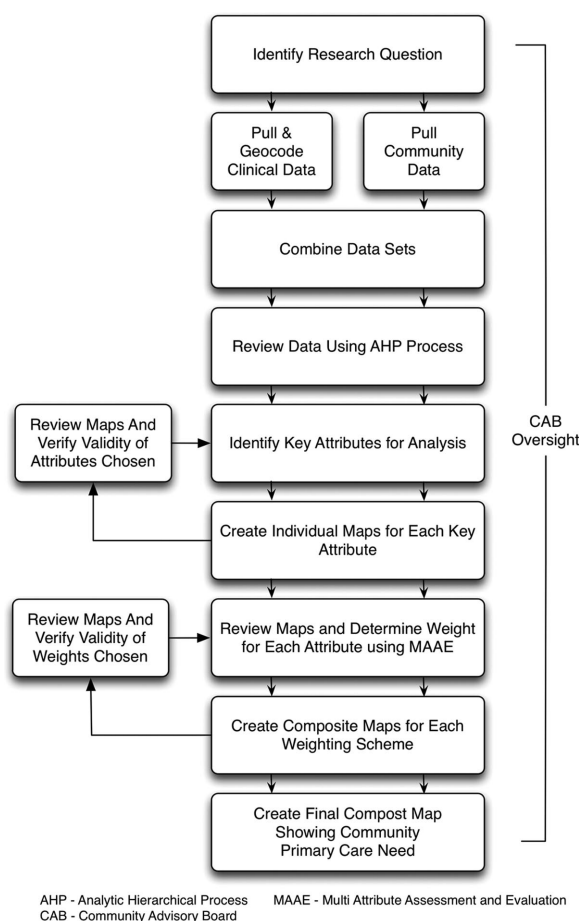 Identify Research Question
Pull &
Geocode
Clinical Data
Pull
Community
Data
Combine Data Sets
Review Data Using AHP Process
Review Maps And
Verify Validity of
Attributes Chosen
Identify Key Attributes for Analysis
CAB
Oversight
Create Individual Maps for Each Key
Attribute
Review Maps And
Verify Validity of
Weights Chosen
Review Maps and Determine Weight
for Each Attribute using MAAE
Create Composite Maps for Each
Weighting Scheme
Create Final Compost Map
Showing Community
Primary Care Need
AHP - Analytic Hierarchical Process MAAE - Multi Attribute Assessment and Evaluation
CAB - Community Advisory Board